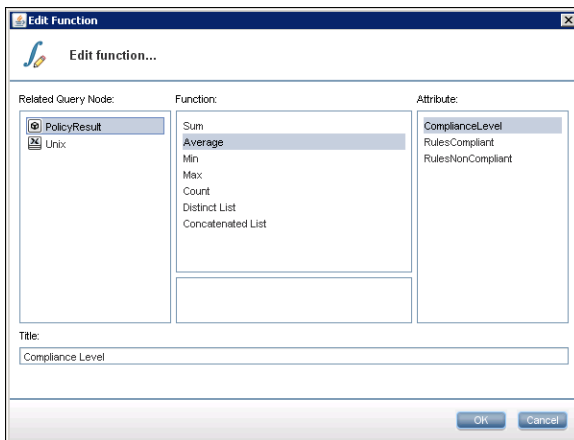 Edit Function
Edit function...
Related Query Node:
Function:
Attribute:
PolicyResult
Unix
Sum
Average
Min
Max
Count
Distinct List
Concatenated List
ComplianceLevel
RulesCompliant
RulesNonCompliant
Title:
Compliance Level
OK
Cancel